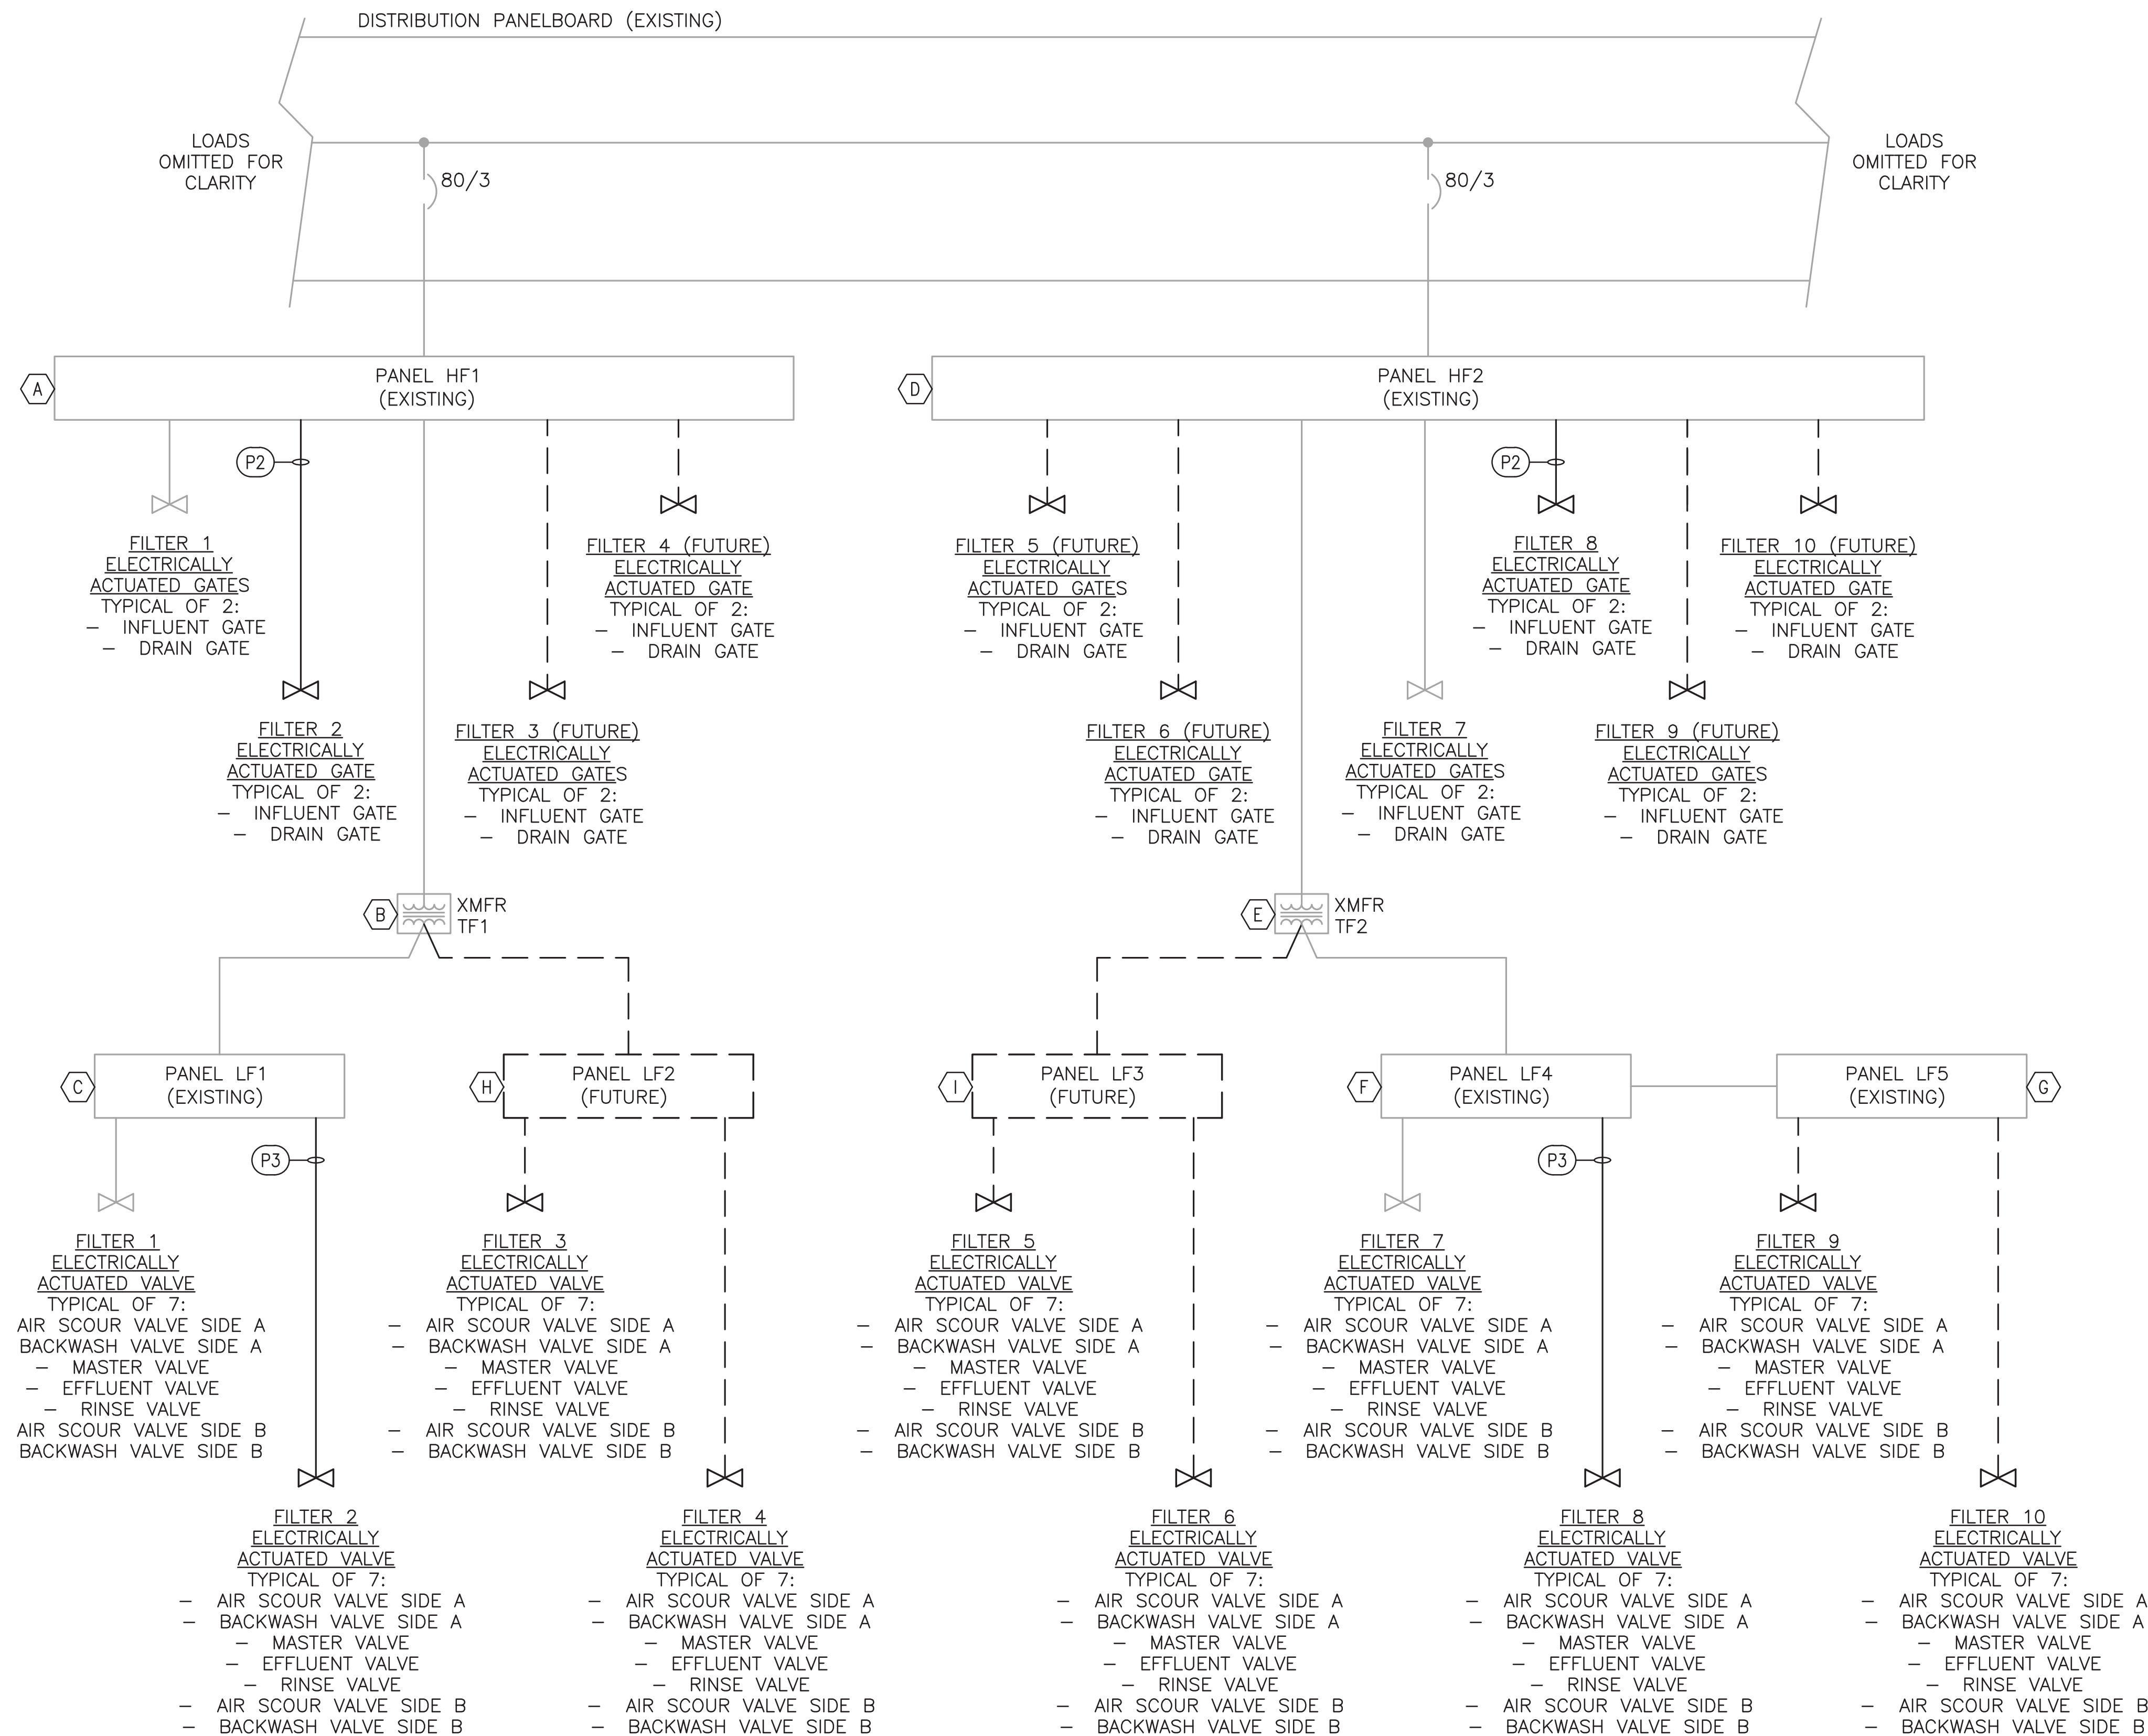 DISTRIBUTION PANELBOARD (EXISTING)
LOADS
OMITTED FOR
CLARITY
80/3
80/3
LOADS
OMITTED FOR
CLARITY
A
PANEL HF1
(EXISTING)
D
PANEL HF2
(EXISTING)
P2
P2
FILTER 1
ELECTRICALLY
ACTUATED GATES
TYPICAL OF 2:
- INFLUENT GATE
- DRAIN GATE
FILTER 4 (FUTURE)
ELECTRICALLY
ACTUATED GATE
TYPICAL OF 2:
- INFLUENT GATE
- DRAIN GATE
FILTER 5 (FUTURE)
ELECTRICALLY
ACTUATED GATES
TYPICAL OF 2:
- INFLUENT GATE
- DRAIN GATE
FILTER 8
ELECTRICALLY
ACTUATED GATE
TYPICAL OF 2:
- INFLUENT GATE
- DRAIN GATE
FILTER 10 (FUTURE)
ELECTRICALLY
ACTUATED GATE
TYPICAL OF 2:
- INFLUENT GATE
- DRAIN GATE
FILTER 2
ELECTRICALLY
ACTUATED GATE
TYPICAL OF 2:
- INFLUENT GATE
- DRAIN GATE
FILTER 3 (FUTURE)
ELECTRICALLY
ACTUATED GATES
TYPICAL OF 2:
- INFLUENT GATE
- DRAIN GATE
FILTER 6 (FUTURE)
ELECTRICALLY
ACTUATED GATE
TYPICAL OF 2:
- INFLUENT GATE
- DRAIN GATE
FILTER 7
ELECTRICALLY
ACTUATED GATES
TYPICAL OF 2:
- INFLUENT GATE
- DRAIN GATE
FILTER 9 (FUTURE)
ELECTRICALLY
ACTUATED GATES
TYPICAL OF 2:
- INFLUENT GATE
- DRAIN GATE
B
XMFR
TF1
E
XMFR
TF2
C
PANEL LF1
(EXISTING)
H
PANEL LF2
(FUTURE)
I
PANEL LF3
(FUTURE)
F
PANEL LF4
(EXISTING)
PANEL LF5
(EXISTING)
G
P3
P3
FILTER 1
ELECTRICALLY
ACTUATED VALVE
TYPICAL OF 7:
AIR SCOUR VALVE SIDE A
BACKWASH VALVE SIDE A
- MASTER VALVE
- EFFLUENT VALVE
- RINSE VALVE
AIR SCOUR VALVE SIDE B
BACKWASH VALVE SIDE B
FILTER 3
ELECTRICALLY
ACTUATED VALVE
TYPICAL OF 7:
- AIR SCOUR VALVE SIDE A
- BACKWASH VALVE SIDE A
- MASTER VALVE
- EFFLUENT VALVE
- RINSE VALVE
- AIR SCOUR VALVE SIDE B
- BACKWASH VALVE SIDE B
FILTER 5
ELECTRICALLY
ACTUATED VALVE
TYPICAL OF 7:
- AIR SCOUR VALVE SIDE A
- BACKWASH VALVE SIDE A
- MASTER VALVE
- EFFLUENT VALVE
- RINSE VALVE
- AIR SCOUR VALVE SIDE B
- BACKWASH VALVE SIDE B
FILTER 7
ELECTRICALLY
ACTUATED VALVE
TYPICAL OF 7:
- AIR SCOUR VALVE SIDE A
- BACKWASH VALVE SIDE A
- MASTER VALVE
- EFFLUENT VALVE
- RINSE VALVE
- AIR SCOUR VALVE SIDE B
- BACKWASH VALVE SIDE B
FILTER 9
ELECTRICALLY
ACTUATED VALVE
TYPICAL OF 7:
- AIR SCOUR VALVE SIDE A
- BACKWASH VALVE SIDE A
- MASTER VALVE
- EFFLUENT VALVE
- RINSE VALVE
- AIR SCOUR VALVE SIDE B
- BACKWASH VALVE SIDE B
FILTER 2
ELECTRICALLY
ACTUATED VALVE
TYPICAL OF 7:
- AIR SCOUR VALVE SIDE A
- BACKWASH VALVE SIDE A
- MASTER VALVE
- EFFLUENT VALVE
- RINSE VALVE
- AIR SCOUR VALVE SIDE B
- BACKWASH VALVE SIDE B
FILTER 4
ELECTRICALLY
ACTUATED VALVE
TYPICAL OF 7:
- AIR SCOUR VALVE SIDE A
- BACKWASH VALVE SIDE A
- MASTER VALVE
- EFFLUENT VALVE
- RINSE VALVE
- AIR SCOUR VALVE SIDE B
- BACKWASH VALVE SIDE B
FILTER 6
ELECTRICALLY
ACTUATED VALVE
TYPICAL OF 7:
- AIR SCOUR VALVE SIDE A
- BACKWASH VALVE SIDE A
- MASTER VALVE
- EFFLUENT VALVE
- RINSE VALVE
- AIR SCOUR VALVE SIDE B
- BACKWASH VALVE SIDE B
FILTER 8
ELECTRICALLY
ACTUATED VALVE
TYPICAL OF 7:
- AIR SCOUR VALVE SIDE A
- BACKWASH VALVE SIDE A
- MASTER VALVE
- EFFLUENT VALVE
- RINSE VALVE
- AIR SCOUR VALVE SIDE B
- BACKWASH VALVE SIDE B
FILTER 10
ELECTRICALLY
ACTUATED VALVE
TYPICAL OF 7:
- AIR SCOUR VALVE SIDE A
- BACKWASH VALVE SIDE A
- MASTER VALVE
- EFFLUENT VALVE
- RINSE VALVE
- AIR SCOUR VALVE SIDE B
- BACKWASH VALVE SIDE B